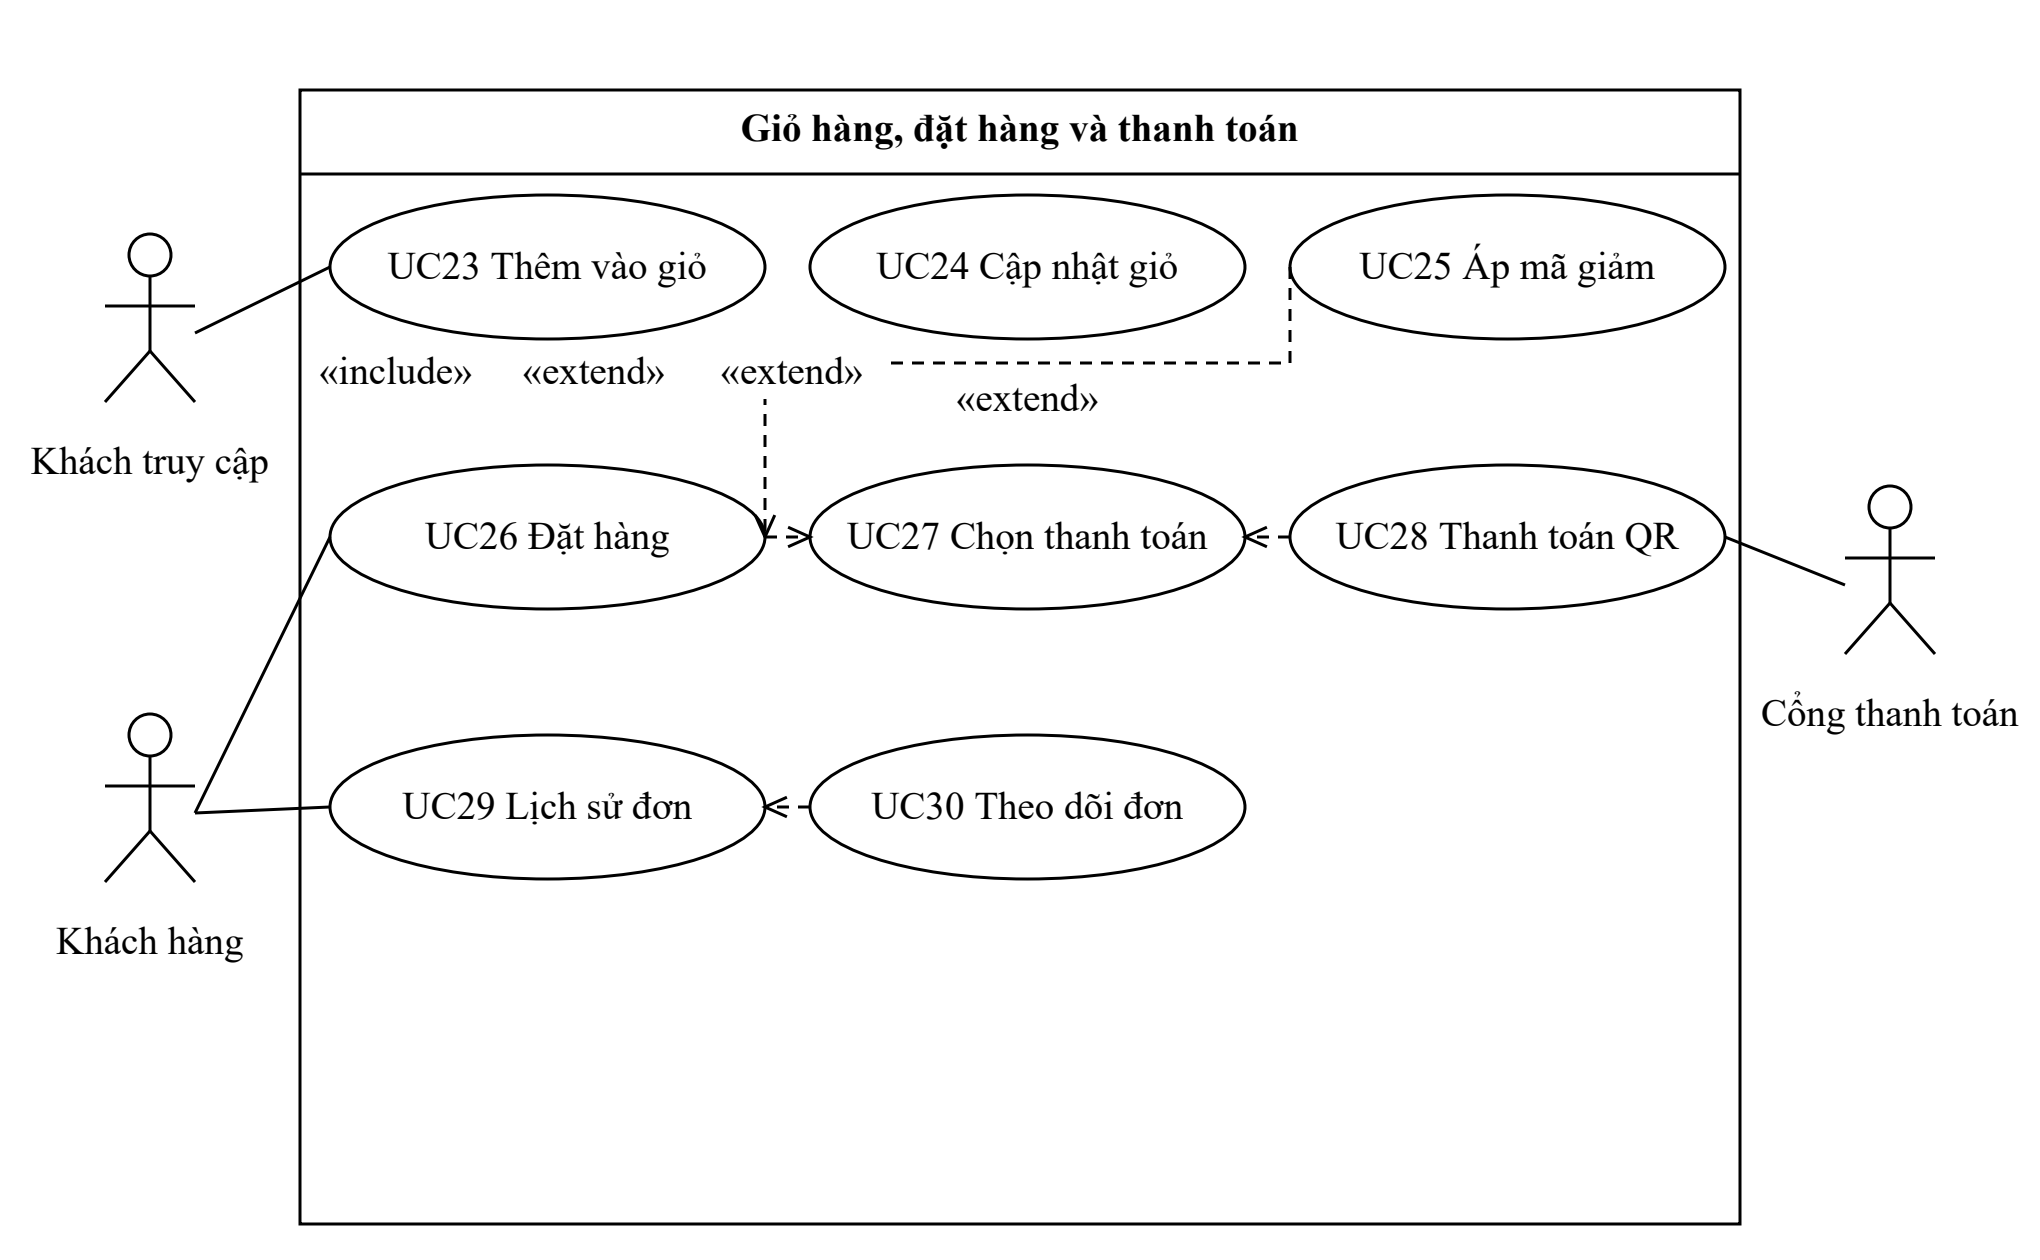 Giỏ hàng, đặt hàng và thanh toán
UC23 Thêm vào giỏ
UC24 Cập nhật giỏ
UC25 Áp mã giảm
«include»
«extend»
«extend»
«extend»
Khách truy cập
UC26 Đặt hàng
UC27 Chọn thanh toán
UC28 Thanh toán QR
Cổng thanh toán
UC29 Lịch sử đơn
UC30 Theo dõi đơn
Khách hàng